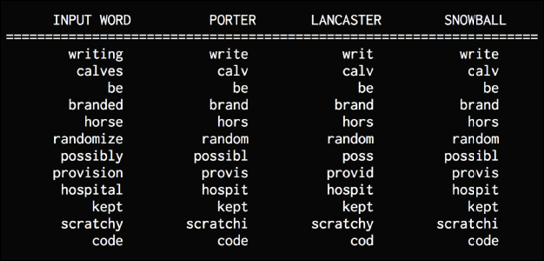 INPUT WORD PORTER LANCASTER SNOWBALL
==================================================================
writing write writ write
calves calv calv calv
be be be be
branded brand brand brand
horse hors hors hors
randomize random random random
possibly possibl poss possibl
provision provis provid provis
hospital hospit hospit hospit
kept kept kept kept
scratchy scratchi scratchy scratchi
code code cod code